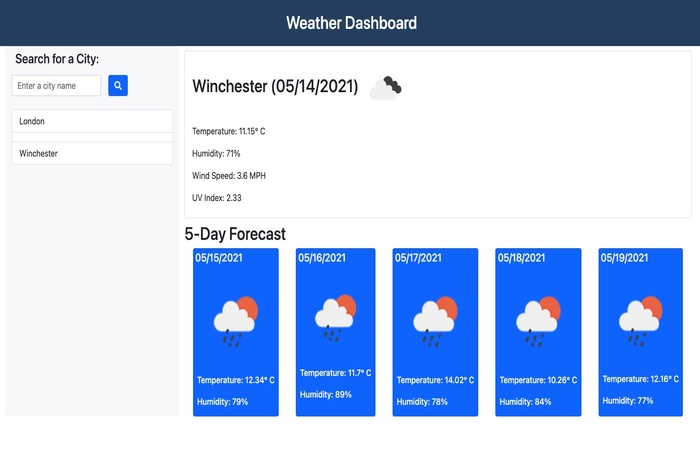 Weather Dashboard
Search for a City:
Enter a city name
London
Winchester
Winchester (05/14/2021)
Temperature: 11.15° C
Humidity: 71%
Wind Speed: 3.6 MPH
UV Index: 2.33
5-Day Forecast
05/15/2021
Temperature: 12.34° C
Humidity: 79%
05/16/2021
Temperature: 11.7° C
Humidity: 89%
05/17/2021
Temperature: 14.02° C
Humidity: 78%
05/18/2021
Temperature: 10.26° C
Humidity: 84%
05/19/2021
Temperature: 12.16° C
Humidity: 77%